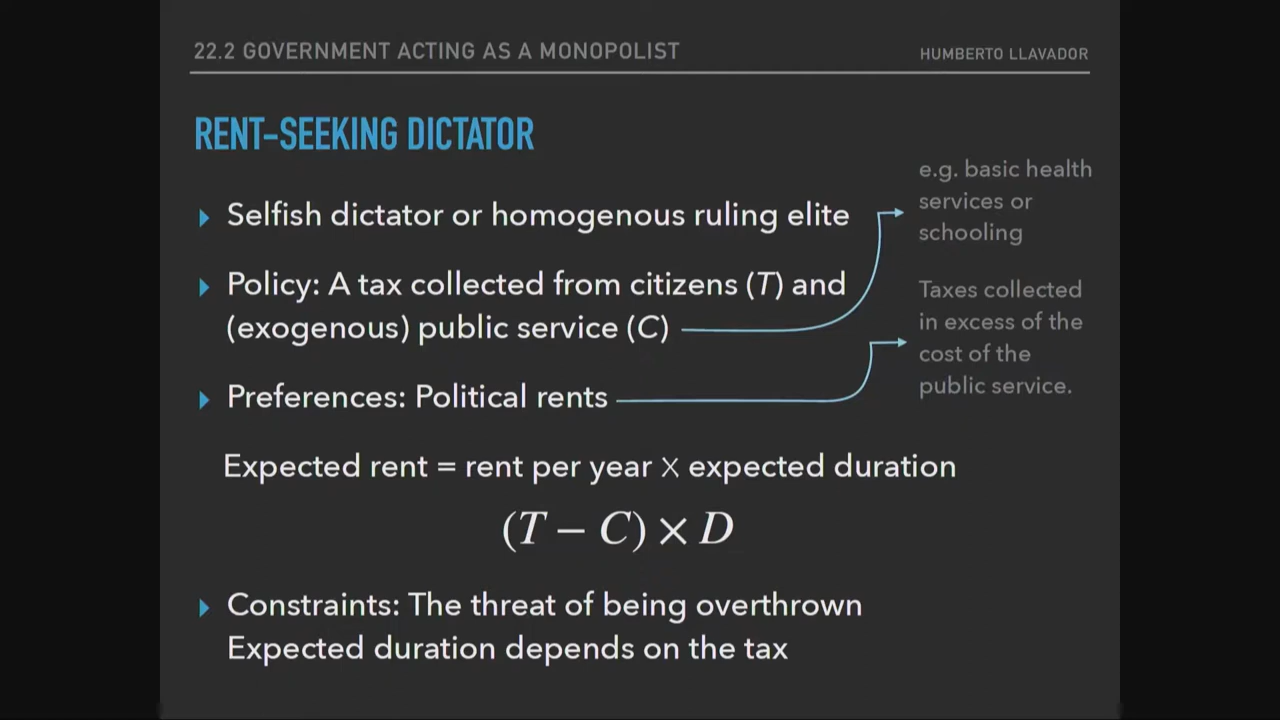 22.2 GOVERNMENT ACTING AS A MONOPOLIST
HUMBERTO LLAVADOR
RENT-SEEKING DICTATOR
Selfish dictator or homogenous ruling elite
Policy: A tax collected from citizens (T) and
(exogenous) public service (C)
e.g. basic health
services or
schooling
Preferences: Political rents
Taxes collected
in excess of the
cost of the
public service.
Expected rent = rent per year X expected duration
(T − C) × D
Constraints: The threat of being overthrown
Expected duration depends on the tax